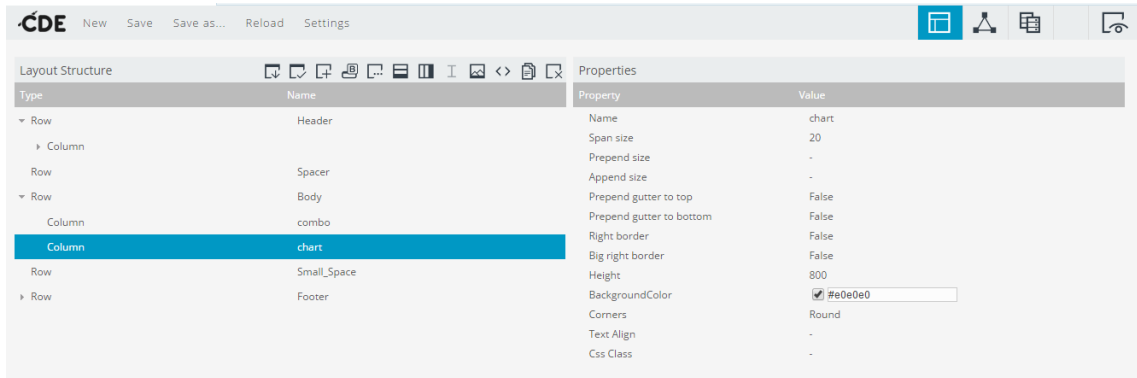 CDE New Save Save as... Reload Settings
Layout Structure
Type Name
Row Header
Column
Row Spacer
Row Body
Column combo
Column chart
Row Small_Space
Row Footer
Properties
Property Value
Name chart
Span size 20
Prepend size -
Append size -
Prepend gutter to top False
Prepend gutter to bottom False
Right border False
Big right border False
Height 800
BackgroundColor #e0e0e0
Corners Round
Text Align -
Css Class -